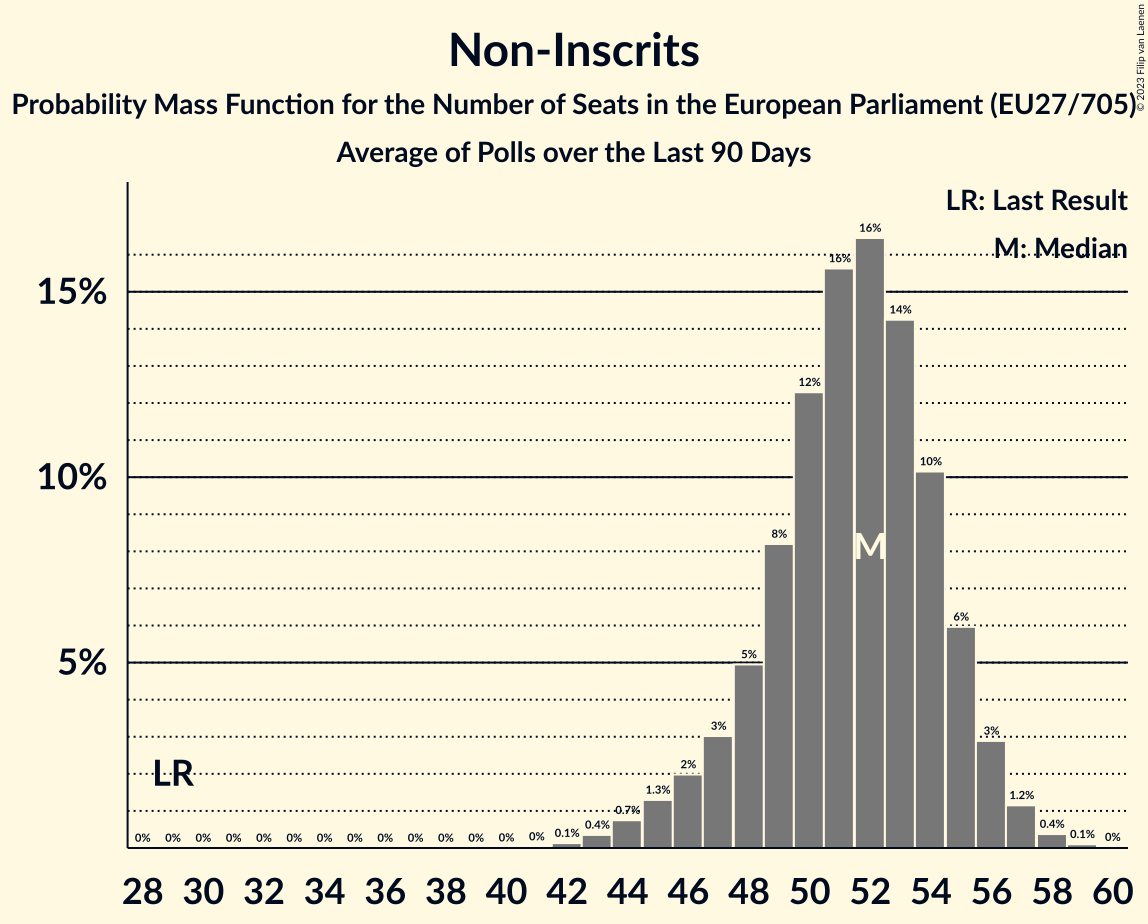 Non-Inscrits
Probability Mass Function for the Number of Seats in the European Parliament (EU27/705)
Average of Polls over the Last 90 Days
© 2023 Filip van Laenen
LR: Last Result
M: Median
15%
10%
5%
LR
M
0% 0% 0% 0% 0% 0% 0% 0% 0% 0% 0% 0% 0% 0% 0.1% 0.4% 0.7% 1.3% 2% 3% 5% 8% 12% 16% 16% 14% 10% 6% 3% 1.2% 0.4% 0.1% 0%
28 30 32 34 36 38 40 42 44 46 48 50 52 54 56 58 60